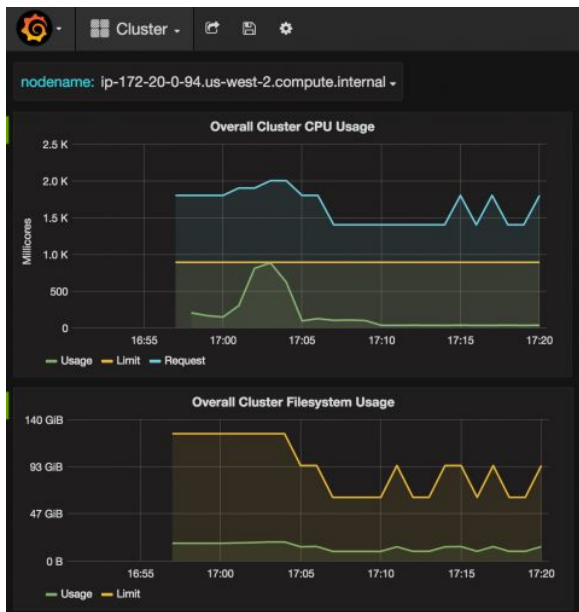 Cluster
nodename: ip-172-20-0-94.us-west-2.compute.internal
Overall Cluster CPU Usage
Millicores
2.5 K
2.0 K
1.5 K
1.0 K
500
0
16:55 17:00 17:05 17:10 17:15 17:20
Usage Limit Request
Overall Cluster Filesystem Usage
140 GiB
93 GiB
47 GiB
0 B
16:55 17:00 17:05 17:10 17:15 17:20
Usage Limit